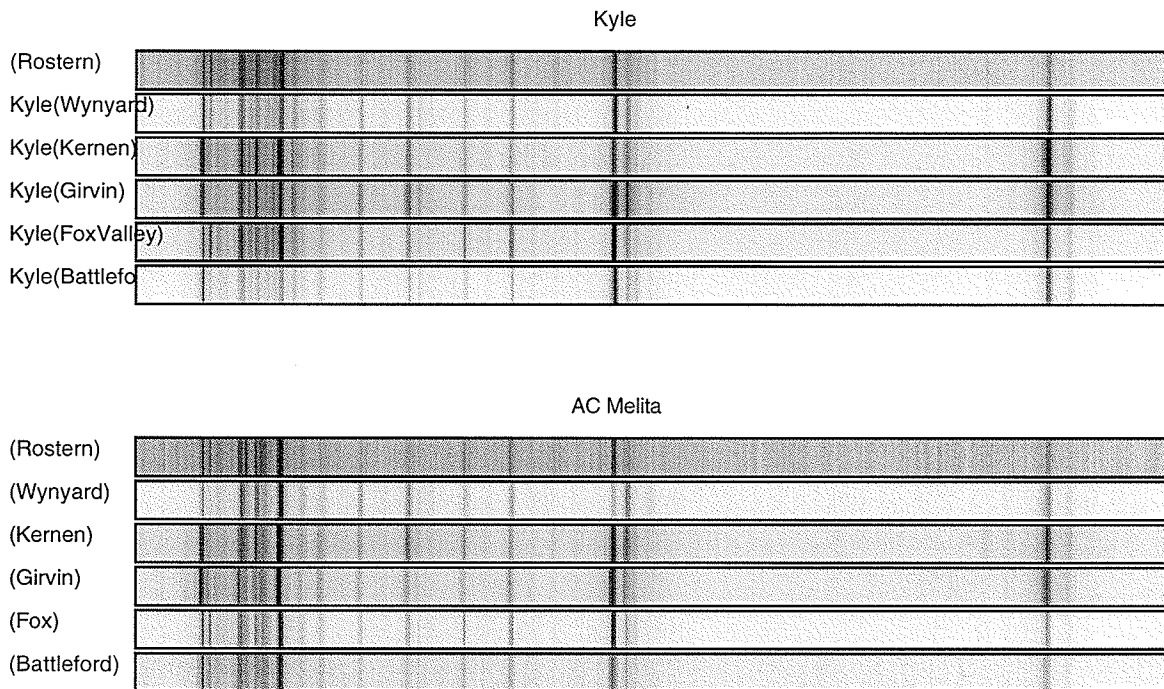 Kyle
(Rostern)
Kyle(Wynyard)
Kyle(Kernen)
Kyle(Girvin)
Kyle(FoxValley)
Kyle(Battlefo
AC Melita
(Rostern)
(Wynyard)
(Kernen)
(Girvin)
(Fox)
(Battleford)